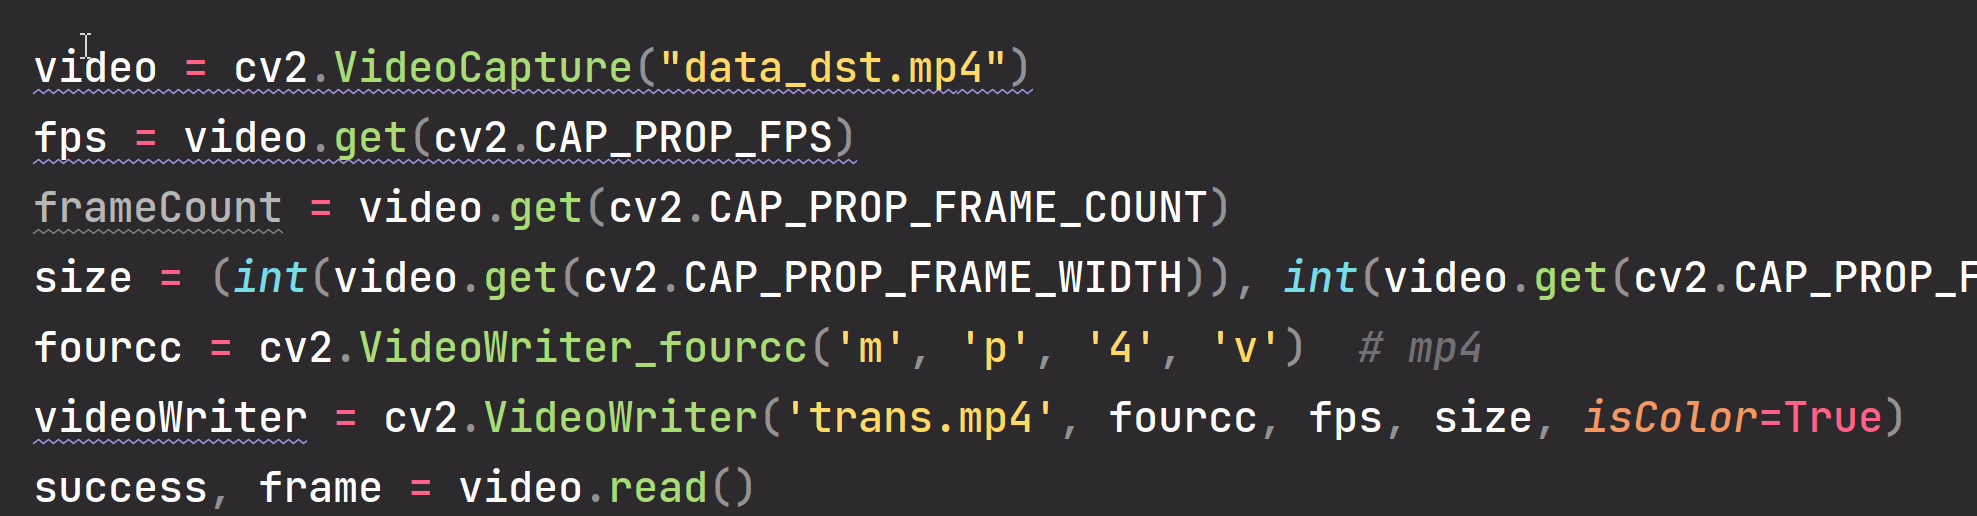 video = cv2.VideoCapture("data_dst.mp4")
fps = video.get(cv2.CAP_PROP_FPS)
frameCount = video.get(cv2.CAP_PROP_FRAME_COUNT)
size = (int(video.get(cv2.CAP_PROP_FRAME_WIDTH)), int(video.get(cv2.CAP_PROP_F
fourcc = cv2.VideoWriter_fourcc('m', 'p', '4', 'v')  # mp4
videoWriter = cv2.VideoWriter('trans.mp4', fourcc, fps, size, isColor=True)
success, frame = video.read()